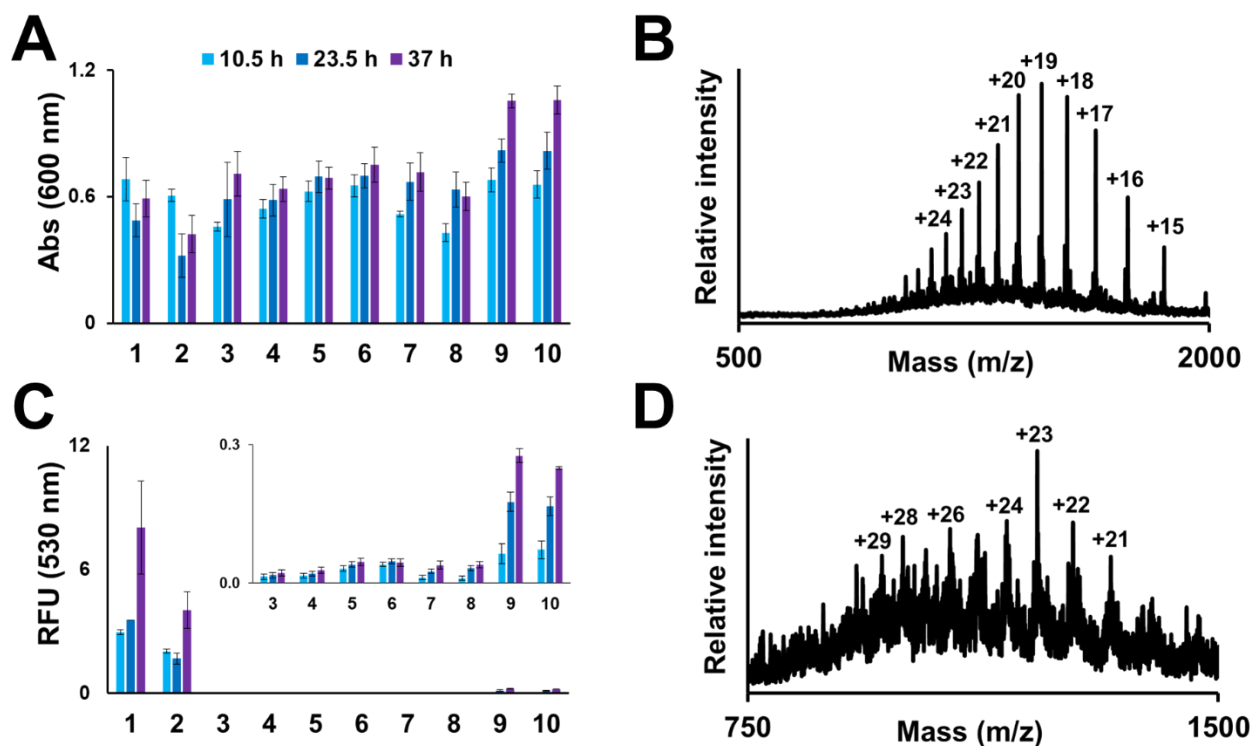 A
10.5 h 23.5 h 37 h
Abs (600 nm)
1.2
0.6
0
1 2 3 4 5 6 7 8 9 10
B
Relative intensity
+24 +23 +22 +21 +20 +19 +18 +17 +16 +15
500 Mass (m/z) 2000
C
RFU (530 nm)
12
6
0
0.3
0.0
3 4 5 6 7 8 9 10
1 2 3 4 5 6 7 8 9 10
D
Relative intensity
+29 +28 +26 +24 +23 +22 +21
750 Mass (m/z) 1500